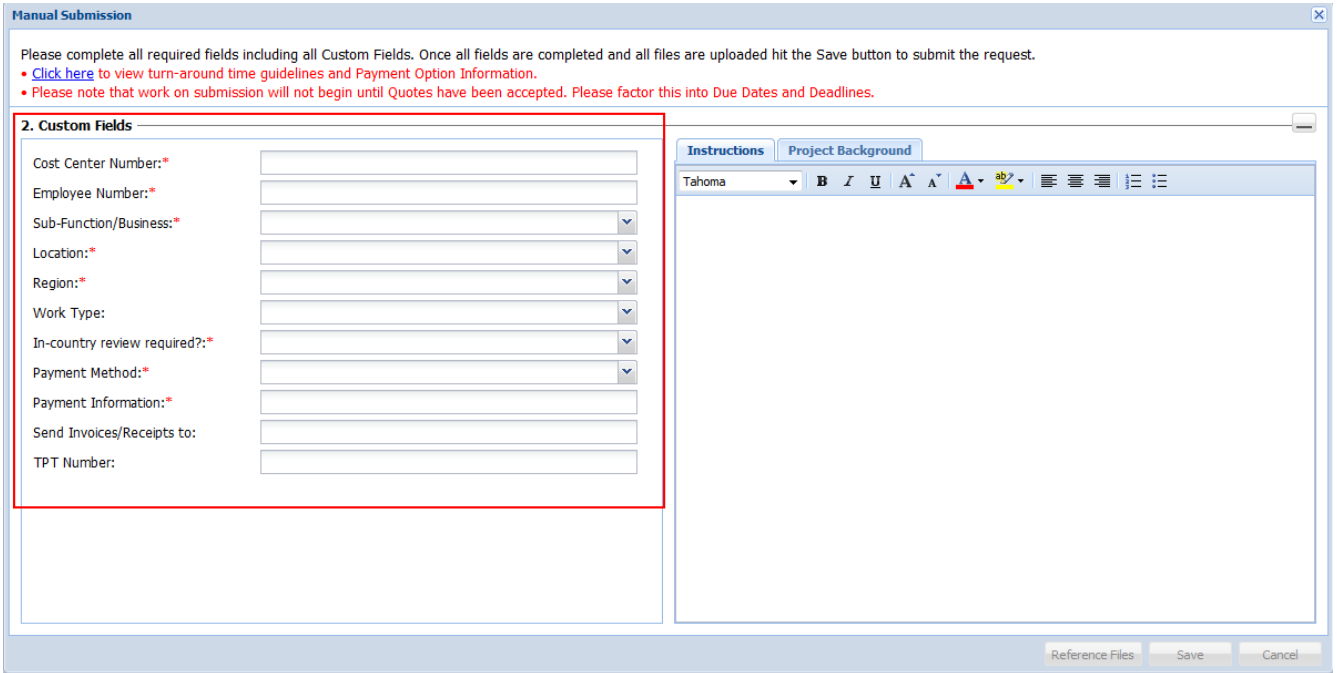 Manual Submission
Please complete all required fields including all Custom Fields. Once all fields are completed and all files are uploaded hit the Save button to submit the request.
• Click here to view turn-around time guidelines and Payment Option Information.
• Please note that work on submission will not begin until Quotes have been accepted. Please factor this into Due Dates and Deadlines.
2. Custom Fields
Cost Center Number:*
Employee Number:*
Sub-Function/Business:*
Location:*
Region:*
Work Type:
In-country review required?:*
Payment Method:*
Payment Information:*
Send Invoices/Receipts to:
TPT Number:
Instructions Project Background
Tahoma B I U A A A ab
Reference Files Save Cancel